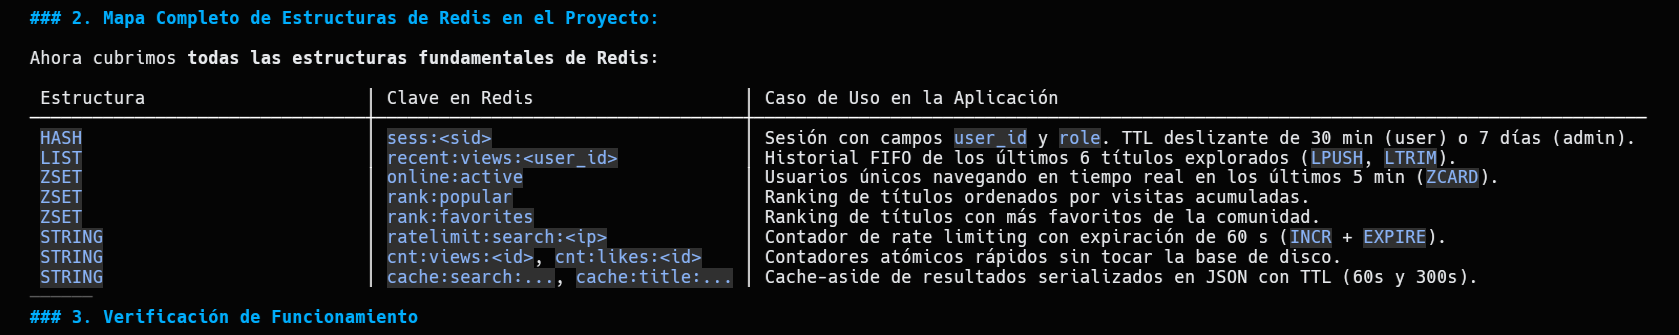 ### 2. Mapa Completo de Estructuras de Redis en el Proyecto:
Ahora cubrimos todas las estructuras fundamentales de Redis:
Estructura | Clave en Redis | Caso de Uso en la Aplicación
HASH | sess:<sid> | Sesión con campos user_id y role. TTL deslizante de 30 min (user) o 7 días (admin).
LIST | recent:views:<user_id> | Historial FIFO de los últimos 6 títulos explorados (LPUSH, LTRIM).
ZSET | online:active | Usuarios únicos navegando en tiempo real en los últimos 5 min (ZCARD).
ZSET | rank:popular | Ranking de títulos ordenados por visitas acumuladas.
ZSET | rank:favorites | Ranking de títulos con más favoritos de la comunidad.
STRING | ratelimit:search:<ip> | Contador de rate limiting con expiración de 60 s (INCR + EXPIRE).
STRING | cnt:views:<id>, cnt:likes:<id> | Contadores atómicos rápidos sin tocar la base de disco.
STRING | cache:search:..., cache:title:... | Cache-aside de resultados serializados en JSON con TTL (60s y 300s).
### 3. Verificación de Funcionamiento